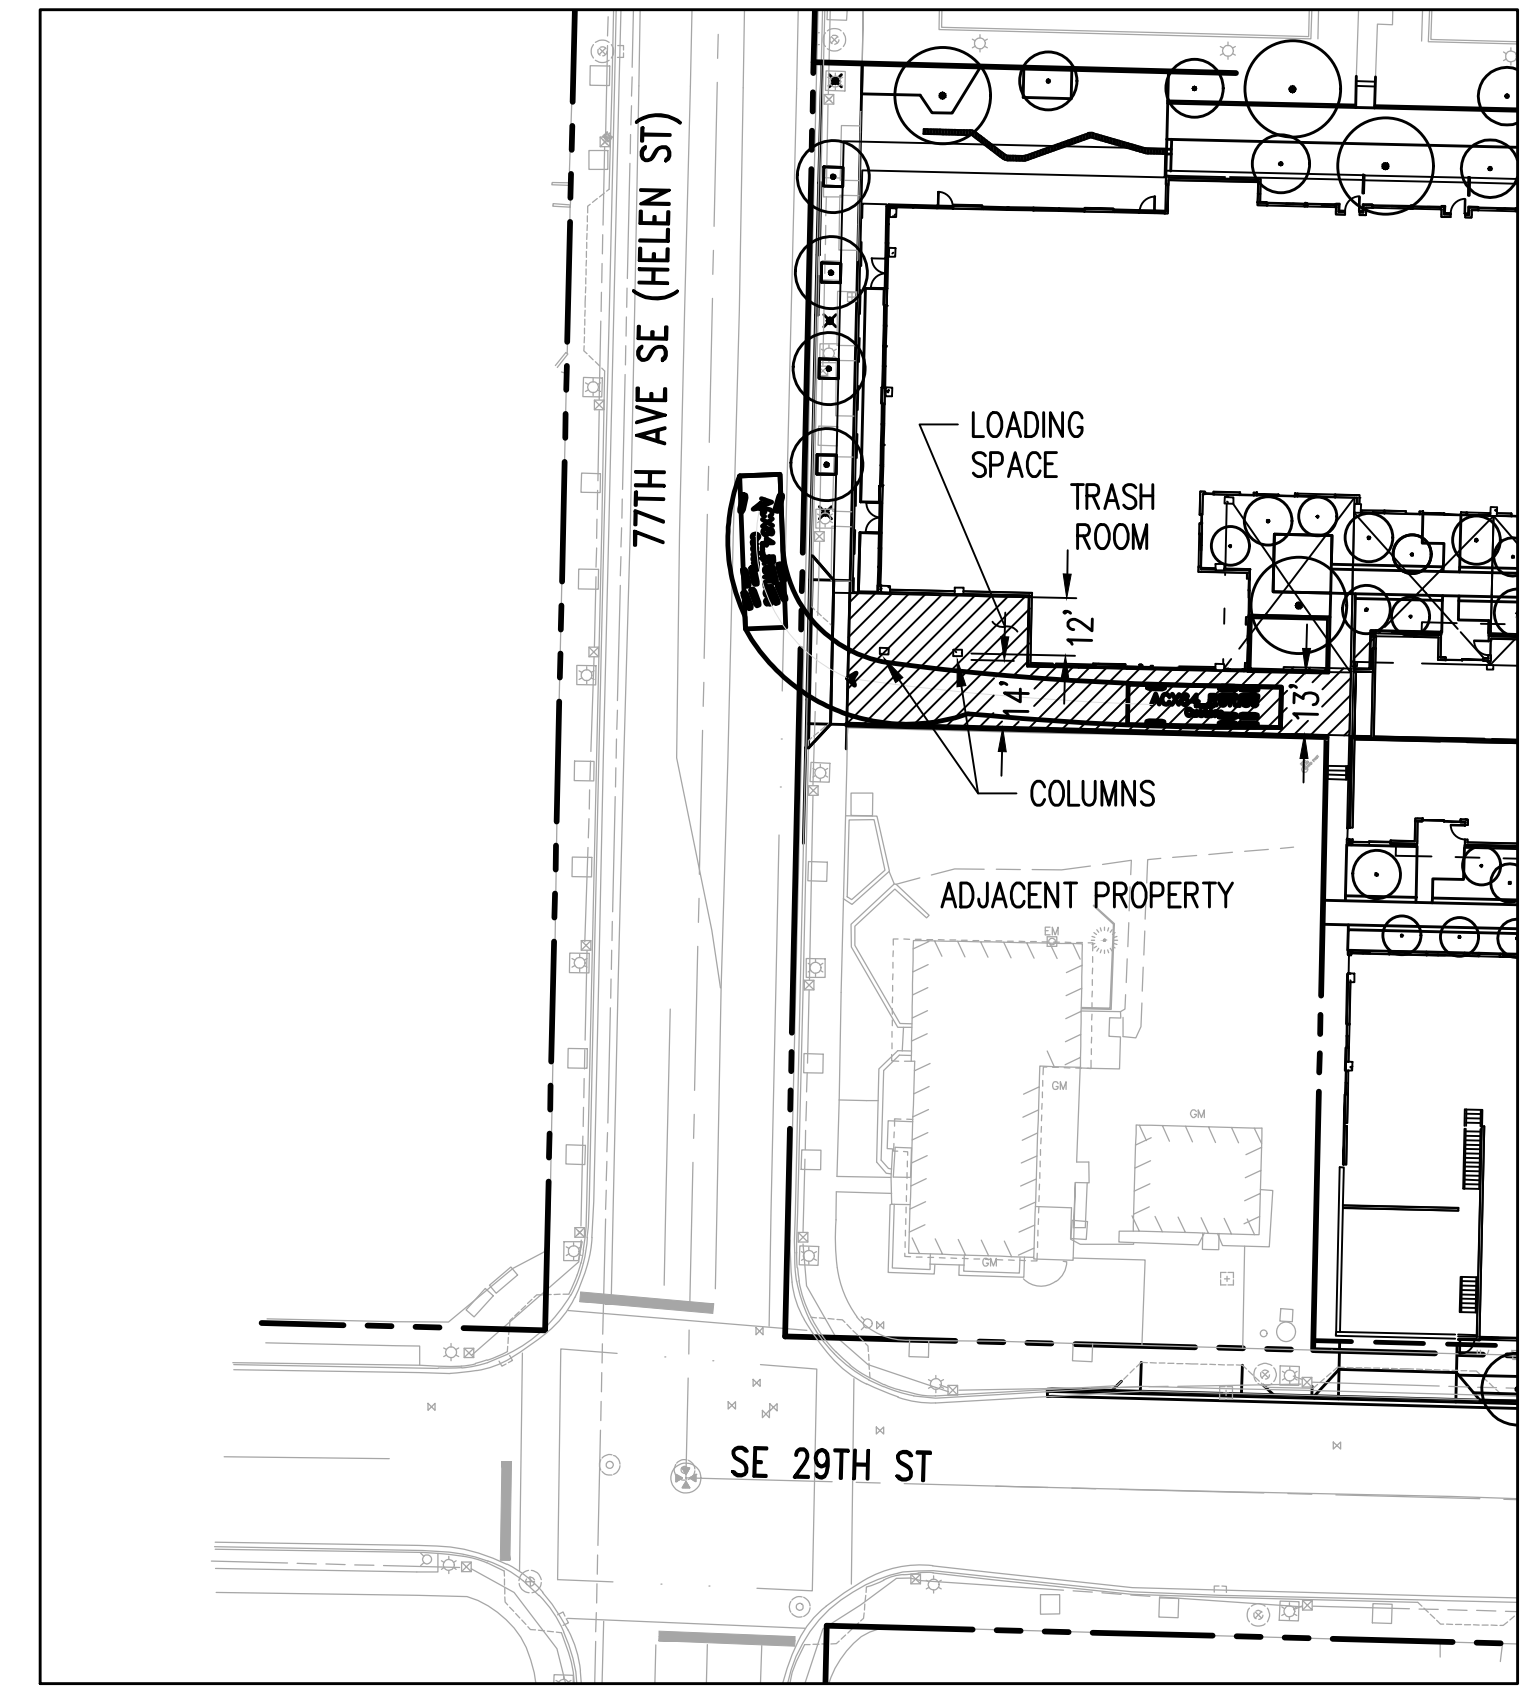 77TH AVE SE (HELEN ST)
LOADING
SPACE
TRASH
ROOM
12'
14'
13'
COLUMNS
ADJACENT PROPERTY
EM
GM
GM
GM
SE 29TH ST